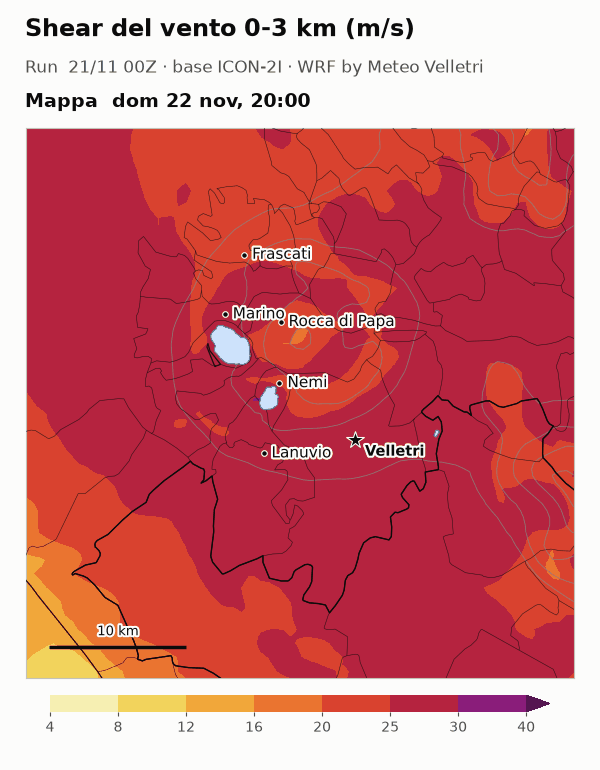 Shear del vento 0-3 km (m/s)
Run  21/11 00Z · base ICON-2I · WRF by Meteo Velletri
Mappa  dom 22 nov, 20:00
Frascati
Marino
Rocca di Papa
Nemi
Velletri
Lanuvio
10 km
4 8 12 16 20 25 30 40